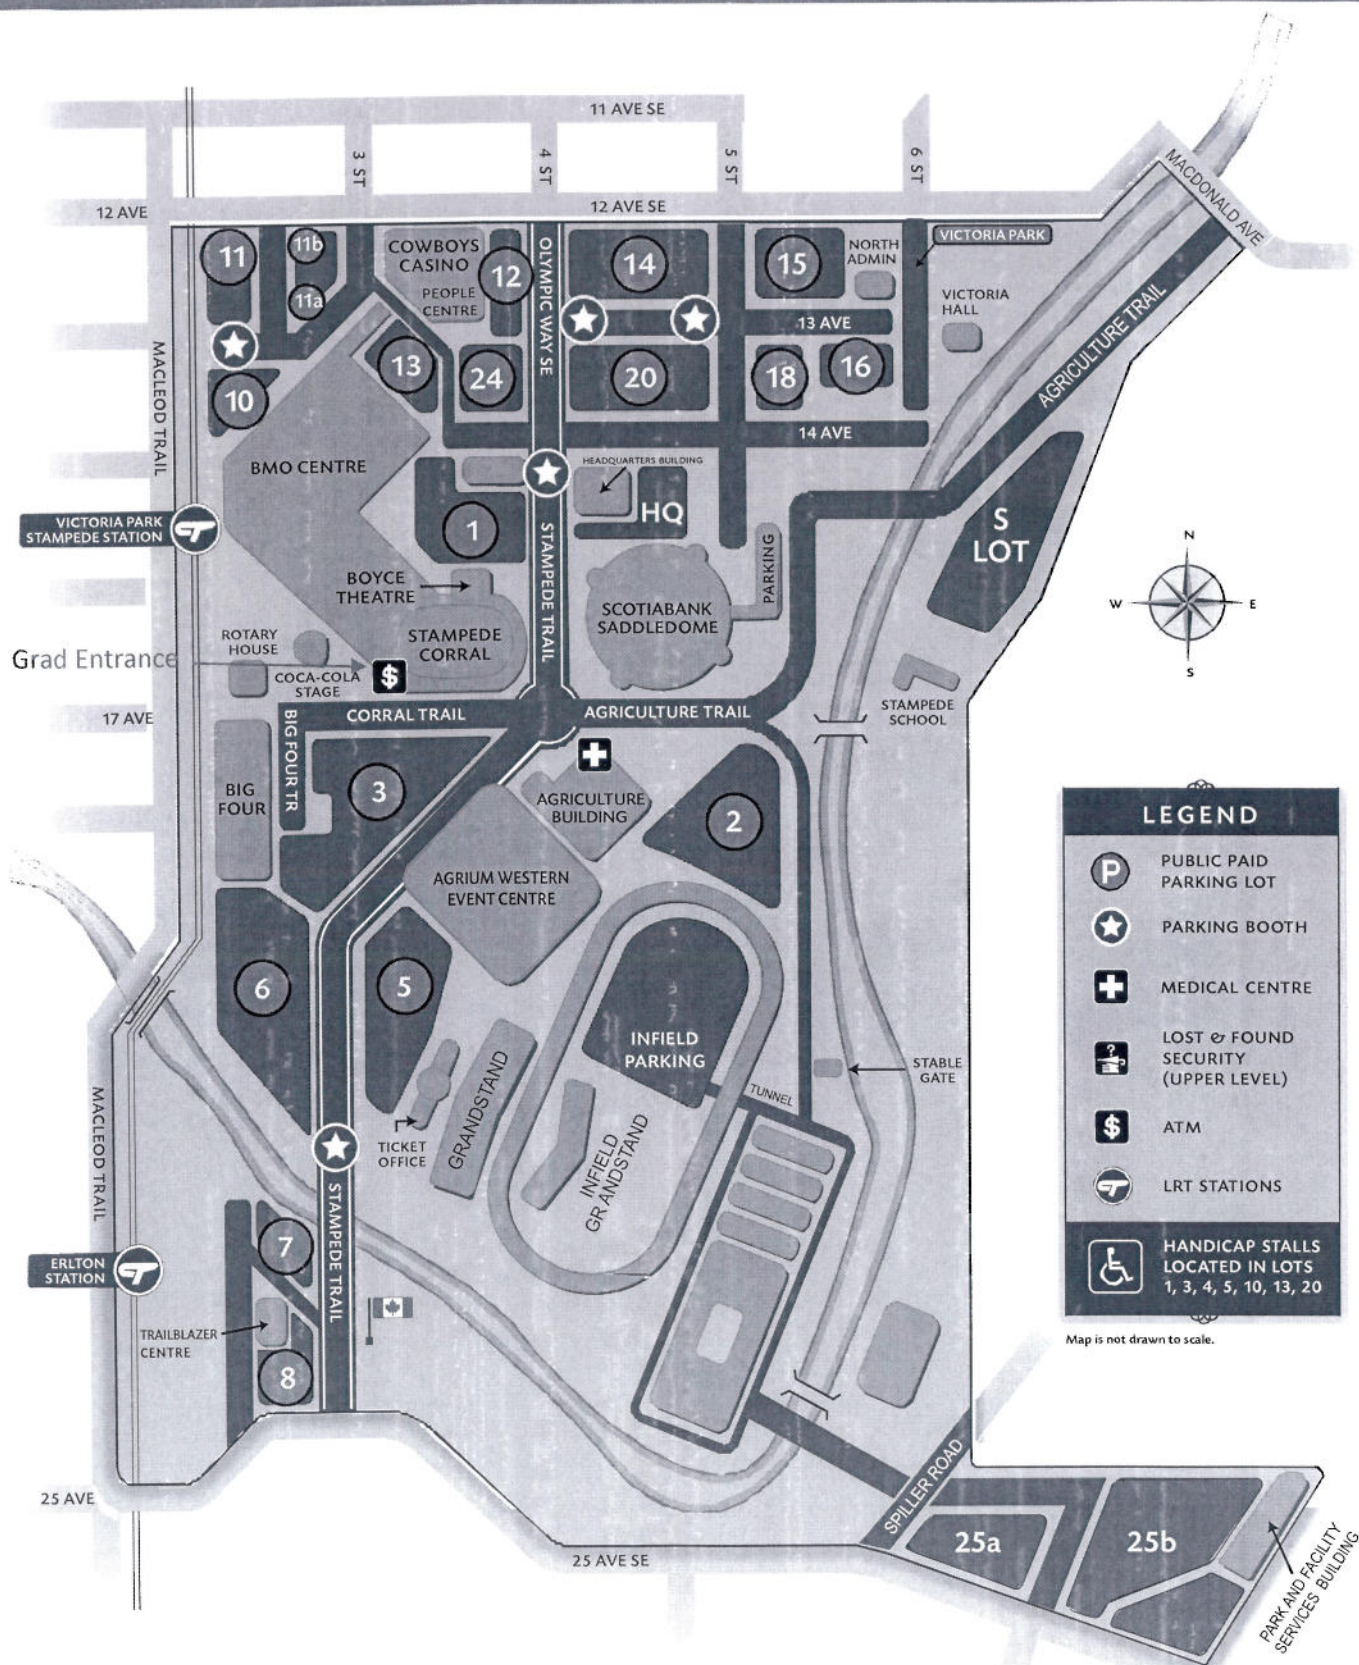 11 AVE SE
3 ST
4 ST
5 ST
6 ST
12 AVE
12 AVE SE
MACDONALD AVE
11
11b
11a
COWBOYS
CASINO
PEOPLE
CENTRE
12
OLYMPIC WAY SE
14
15
NORTH
ADMIN
VICTORIA PARK
VICTORIA
HALL
13 AVE
AGRICULTURE TRAIL
MACLEOD TRAIL
10
13
24
20
18
16
14 AVE
BMO CENTRE
HEADQUARTERS BUILDING
HQ
1
S
LOT
VICTORIA PARK
STAMPEDE STATION
STAMPEDE TRAIL
PARKING
BOYCE
THEATRE
SCOTIABANK
SADDLEDOME
N
W
E
S
ROTARY
HOUSE
STAMPEDE
CORRAL
Grad Entrance
COCA-COLA
STAGE
$
STAMPEDE
SCHOOL
17 AVE
CORRAL TRAIL
AGRICULTURE TRAIL
BIG FOUR TR
BIG
FOUR
3
AGRICULTURE
BUILDING
2
AGRIUM WESTERN
EVENT CENTRE
6
5
INFIELD
PARKING
STABLE
GATE
TUNNEL
MACLEOD TRAIL
TICKET
OFFICE
GRANDSTAND
INFIELD
GRANDSTAND
STAMPEDE TRAIL
7
ERLTON
STATION
TRAILBLAZER
CENTRE
8
LEGEND
P
PUBLIC PAID
PARKING LOT
PARKING BOOTH
MEDICAL CENTRE
?
LOST & FOUND
SECURITY
(UPPER LEVEL)
$
ATM
LRT STATIONS
HANDICAP STALLS
LOCATED IN LOTS
1, 3, 4, 5, 10, 13, 20
Map is not drawn to scale.
25 AVE
25 AVE SE
SPILLER ROAD
25a
25b
PARK AND FACILITY
SERVICES BUILDING